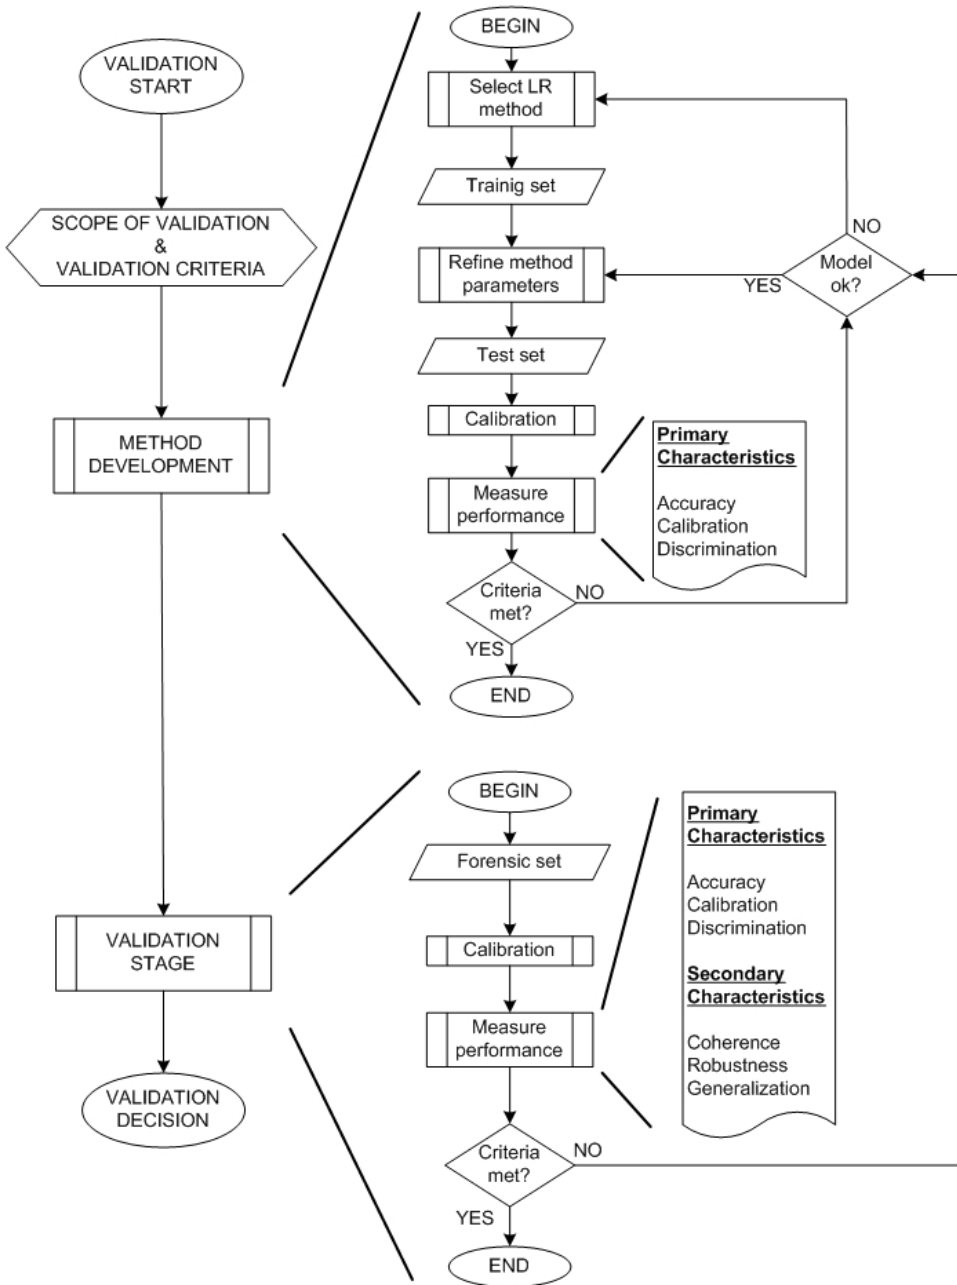 VALIDATION
START
SCOPE OF VALIDATION
&
VALIDATION CRITERIA
METHOD
DEVELOPMENT
VALIDATION
STAGE
VALIDATION
DECISION
BEGIN
Select LR
method
Trainig set
Refine method
parameters
Test set
Calibration
Measure
performance
Criteria
met?
NO
YES
END
Model
ok?
NO
YES
Primary
Characteristics
Accuracy
Calibration
Discrimination
BEGIN
Forensic set
Calibration
Measure
performance
Criteria
met?
NO
YES
END
Primary
Characteristics
Accuracy
Calibration
Discrimination
Secondary
Characteristics
Coherence
Robustness
Generalization